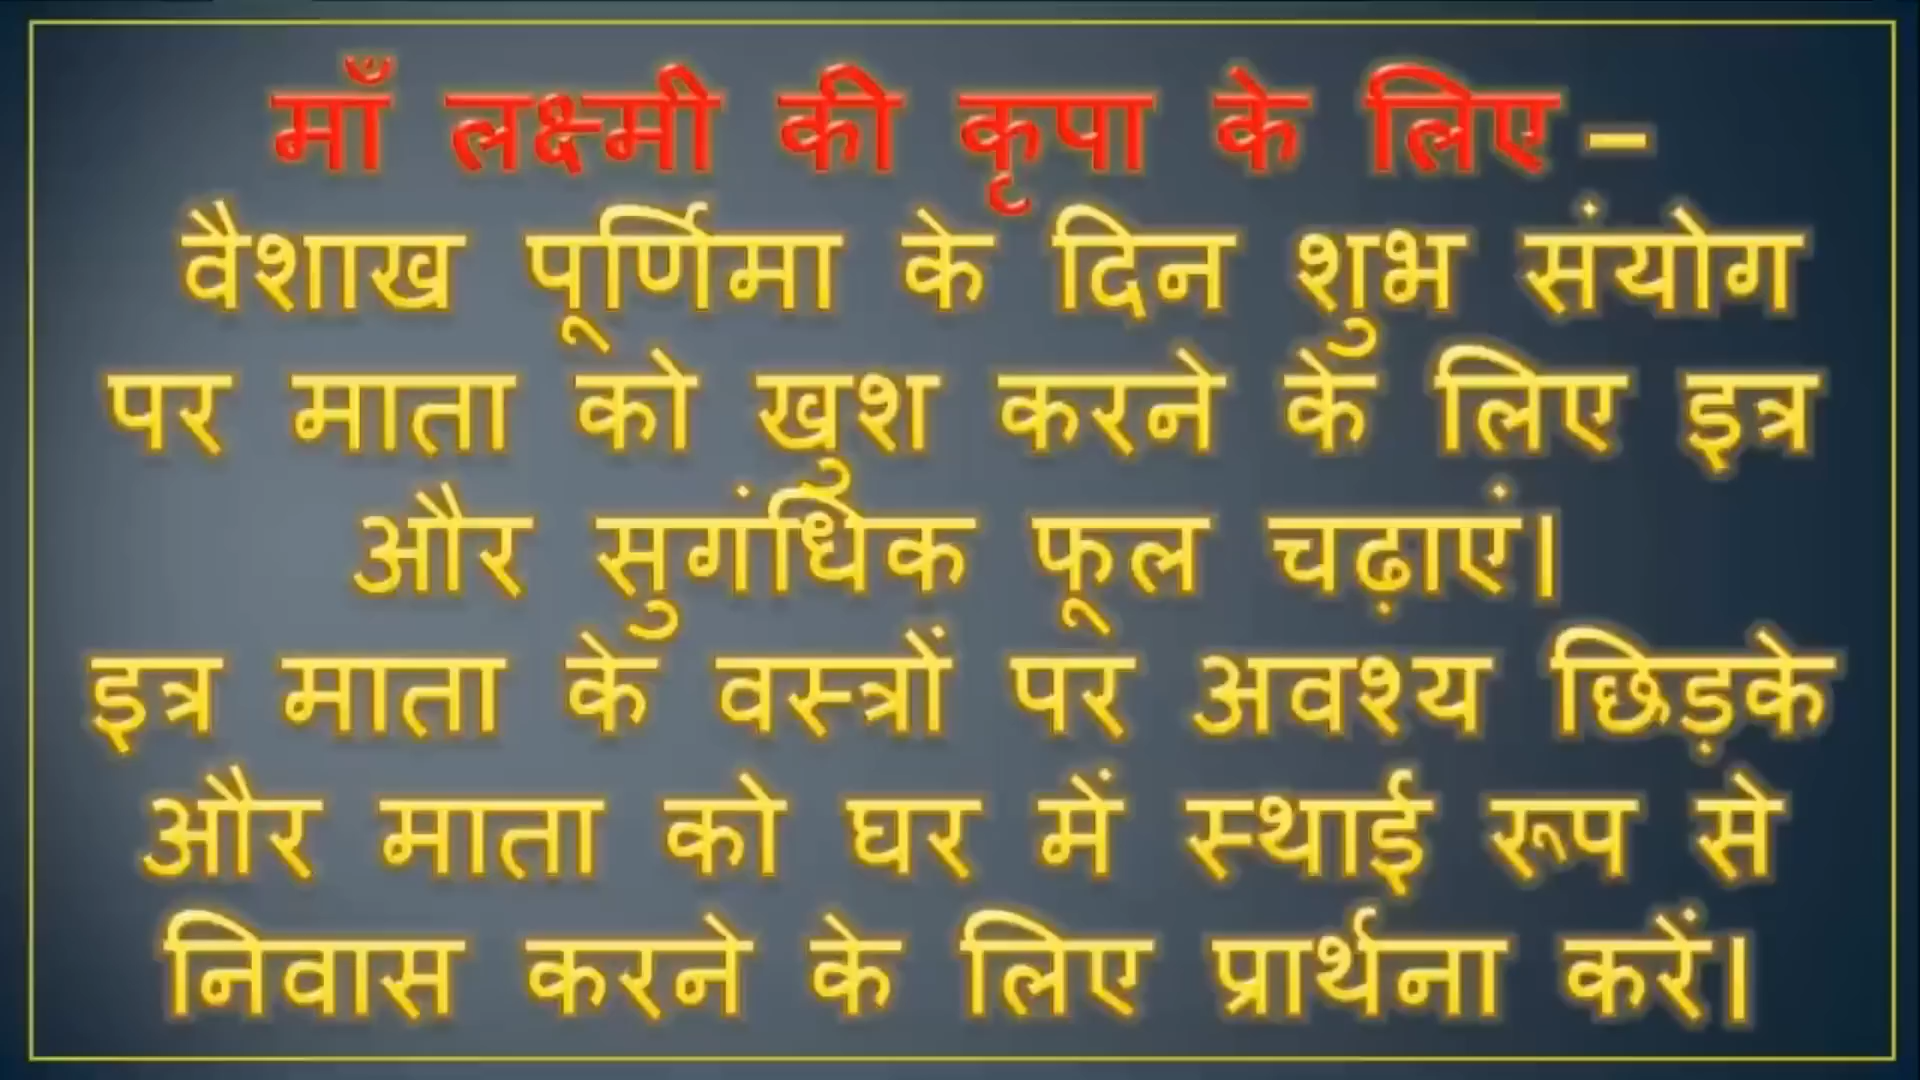 माँ लक्ष्मी की कृपा के लिए –
वैशाख पूर्णिमा के दिन शुभ संयोग
पर माता को खुश करने के लिए इत्र
और सुगंधिक फूल चढ़ाएं।
इत्र माता के वस्त्रों पर अवश्य छिड़के
और माता को घर में स्थाई रूप से
निवास करने के लिए प्रार्थना करें।